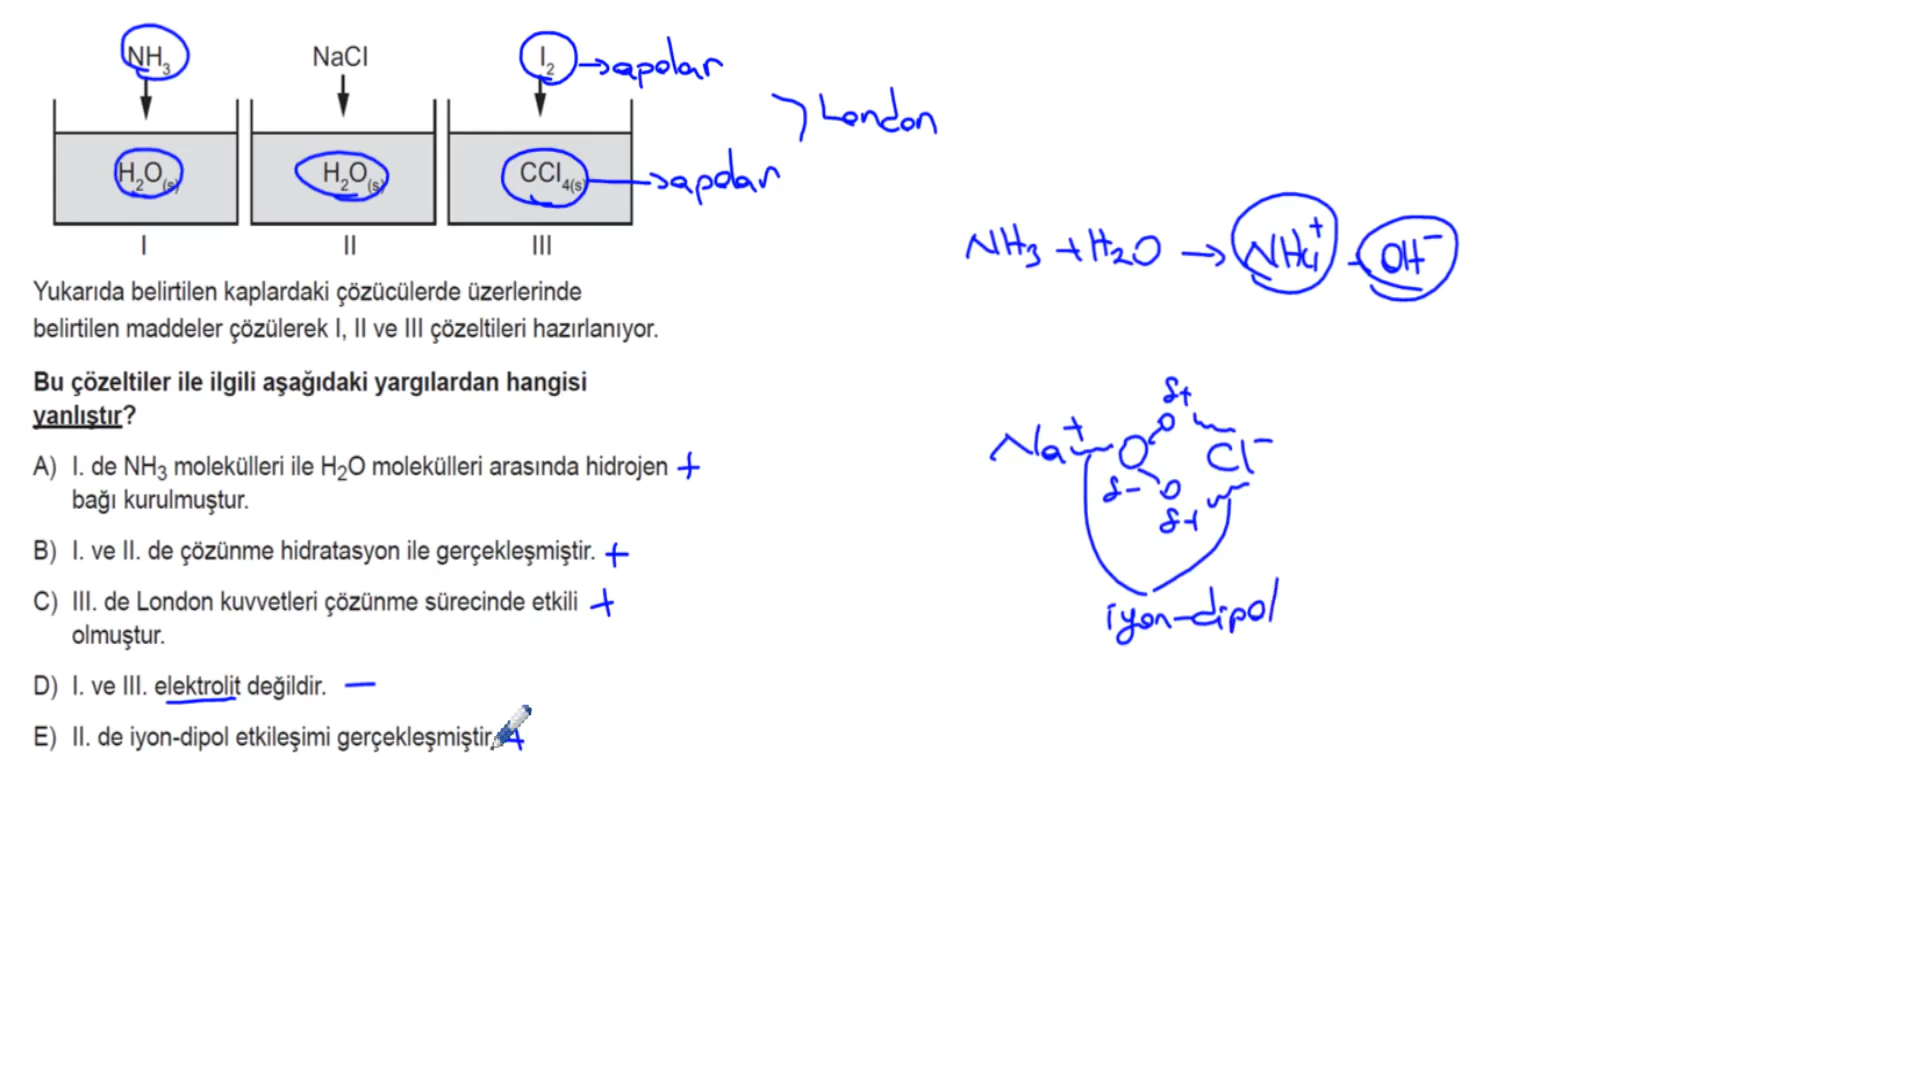 NH3 NaCl I2 →apolar
London
H2O(s) H2O(s) CCl4(s) →apolar
I II III
NH3 + H2O → NH4+ OH-
Yukarıda belirtilen kaplardaki çözücülerde üzerlerinde
belirtilen maddeler çözülerek I, II ve III çözeltileri hazırlanıyor.
Bu çözeltiler ile ilgili aşağıdaki yargılardan hangisi
yanlıştır?
A) I. de NH3 molekülleri ile H2O molekülleri arasında hidrojen +
bağı kurulmuştur.
B) I. ve II. de çözünme hidratasyon ile gerçekleşmiştir. +
C) III. de London kuvvetleri çözünme sürecinde etkili +
olmuştur.
D) I. ve III. elektrolit değildir. –
E) II. de iyon-dipol etkileşimi gerçekleşmiştir. +
δ+
Na+ O Cl-
δ-
δ+
iyon-dipol